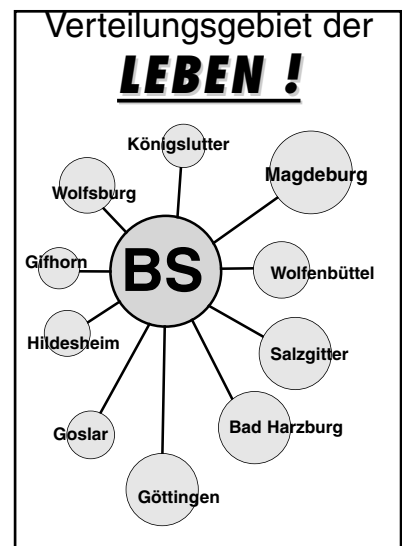 Verteilungsgebiet der
LEBEN !
Königslutter
Magdeburg
Wolfsburg
Gifhorn
BS
Wolfenbüttel
Hildesheim
Salzgitter
Goslar
Bad Harzburg
Göttingen